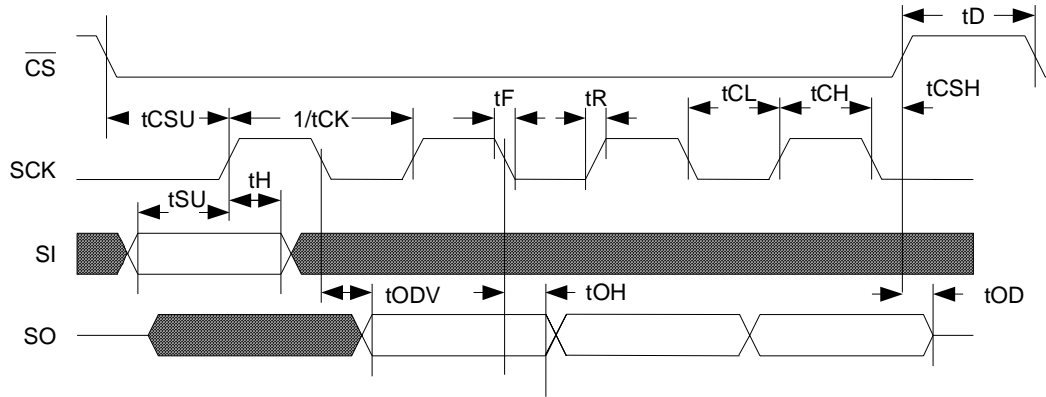 tD
CS
tF
tR
tCL
tCH
tCSH
tCSU
1/tCK
SCK
tSU
tH
SI
tODV
tOH
tOD
SO